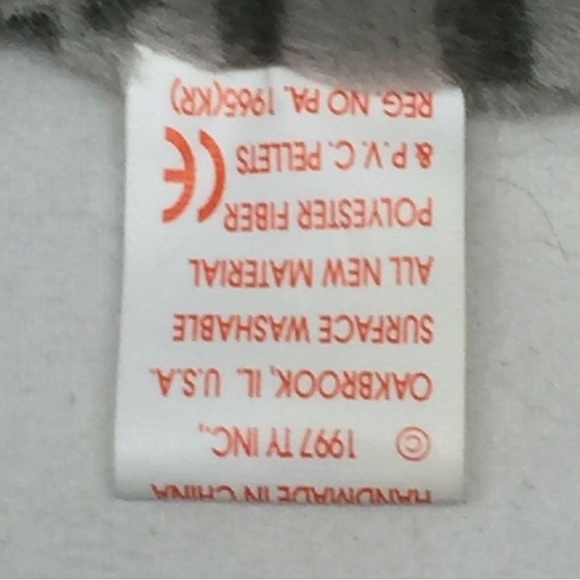 HANDMADE IN CHINA
© 1997 TY INC.,
OAKBROOK, IL U.S.A.
SURFACE WASHABLE
ALL NEW MATERIAL
POLYESTER FIBER
& P.V.C. PELLETS
CE
REG. NO PA. 1965(KR)